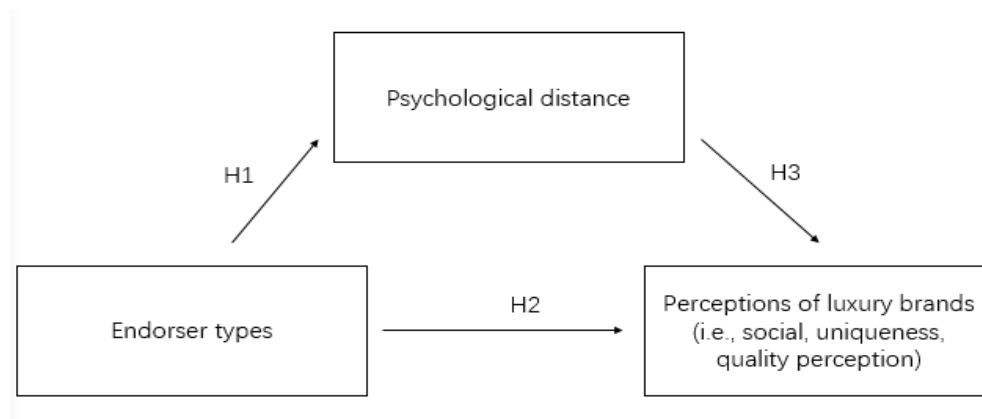 Psychological distance
H1
H3
Endorser types
H2
Perceptions of luxury brands
(i.e., social, uniqueness,
quality perception)